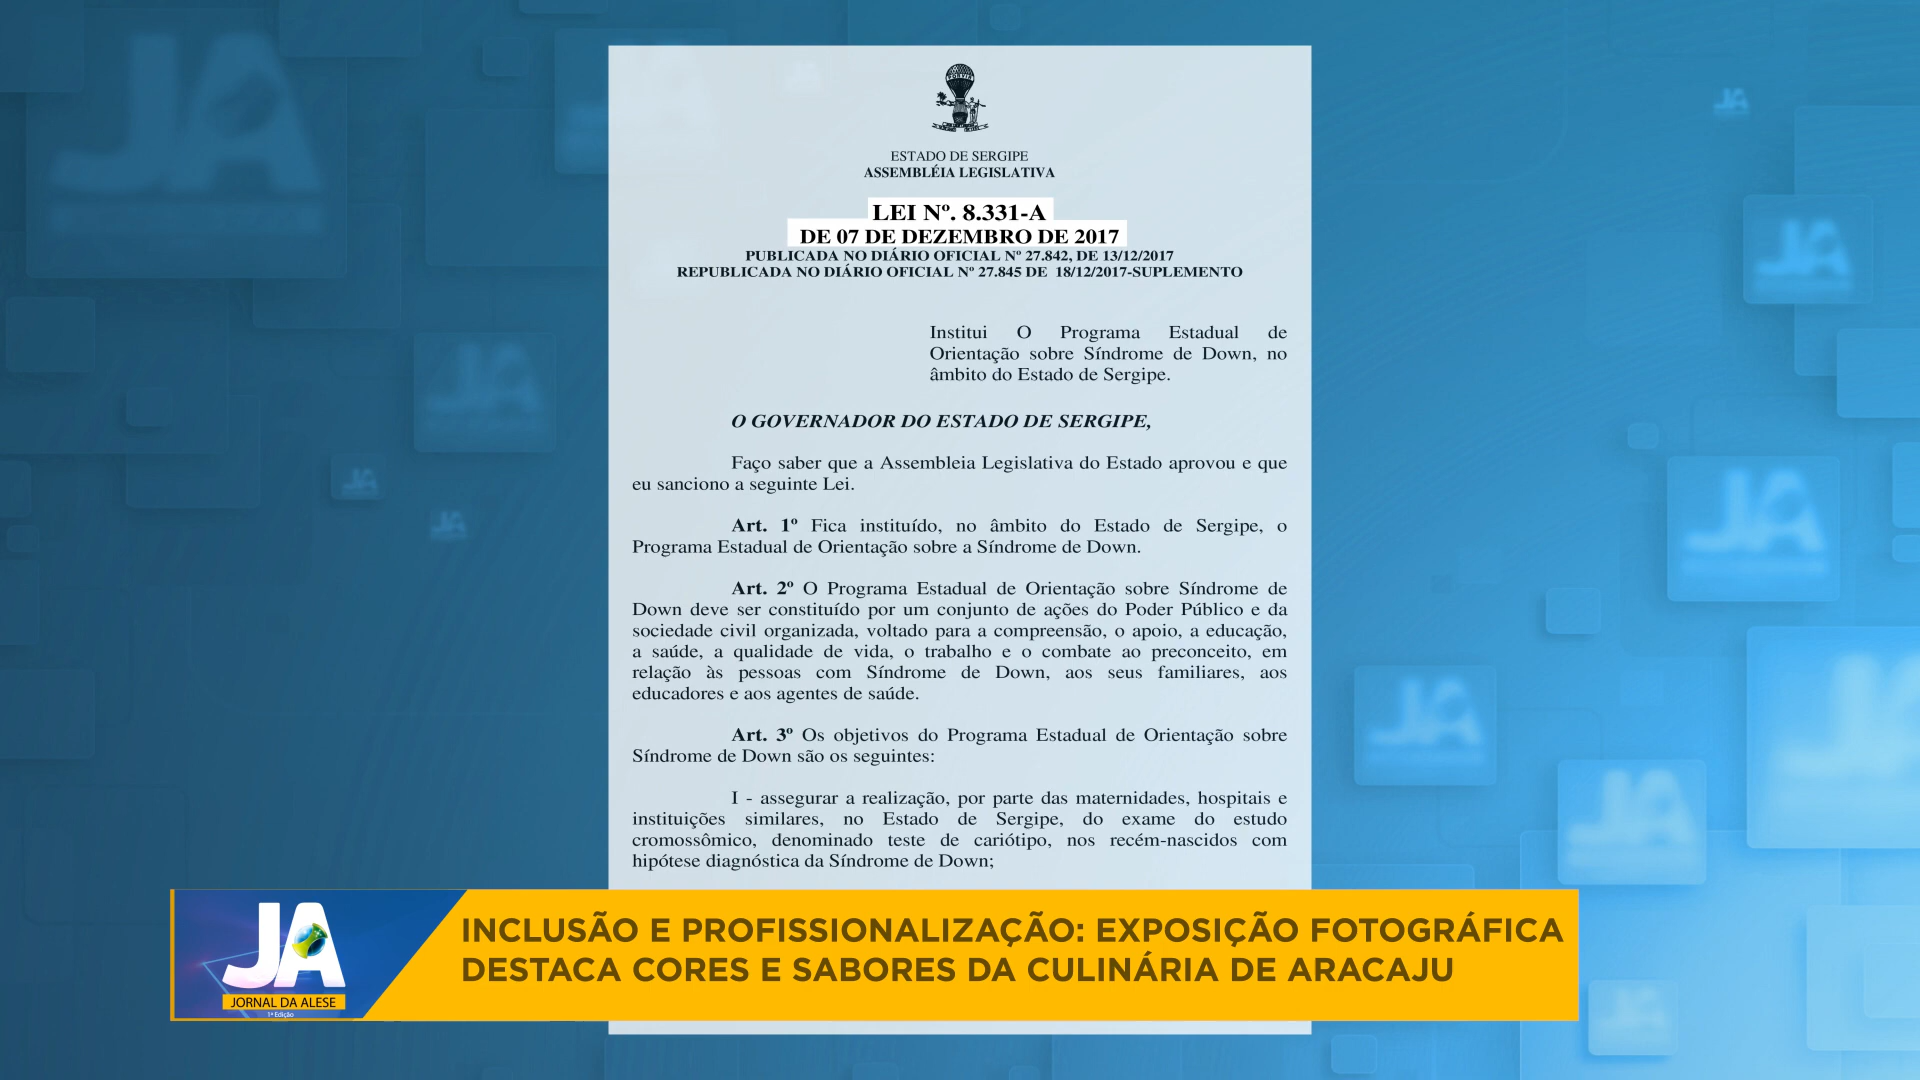 ESTADO DE SERGIPE
ASSEMBLÉIA LEGISLATIVA
LEI Nº. 8.331-A
DE 07 DE DEZEMBRO DE 2017
PUBLICADA NO DIÁRIO OFICIAL Nº 27.842, DE 13/12/2017
REPUBLICADA NO DIÁRIO OFICIAL Nº 27.845 DE 18/12/2017-SUPLEMENTO
Institui O Programa Estadual de
Orientação sobre Síndrome de Down, no
âmbito do Estado de Sergipe.
O GOVERNADOR DO ESTADO DE SERGIPE,
Faço saber que a Assembleia Legislativa do Estado aprovou e que
eu sanciono a seguinte Lei.
Art. 1º Fica instituído, no âmbito do Estado de Sergipe, o
Programa Estadual de Orientação sobre a Síndrome de Down.
Art. 2º O Programa Estadual de Orientação sobre Síndrome de
Down deve ser constituído por um conjunto de ações do Poder Público e da
sociedade civil organizada, voltado para a compreensão, o apoio, a educação,
a saúde, a qualidade de vida, o trabalho e o combate ao preconceito, em
relação às pessoas com Síndrome de Down, aos seus familiares, aos
educadores e aos agentes de saúde.
Art. 3º Os objetivos do Programa Estadual de Orientação sobre
Síndrome de Down são os seguintes:
I - assegurar a realização, por parte das maternidades, hospitais e
instituições similares, no Estado de Sergipe, do exame do estudo
cromossômico, denominado teste de cariótipo, nos recém-nascidos com
hipótese diagnóstica da Síndrome de Down;
JA
JORNAL DA ALESE
1ª Edição
INCLUSÃO E PROFISSIONALIZAÇÃO: EXPOSIÇÃO FOTOGRÁFICA
DESTACA CORES E SABORES DA CULINÁRIA DE ARACAJU